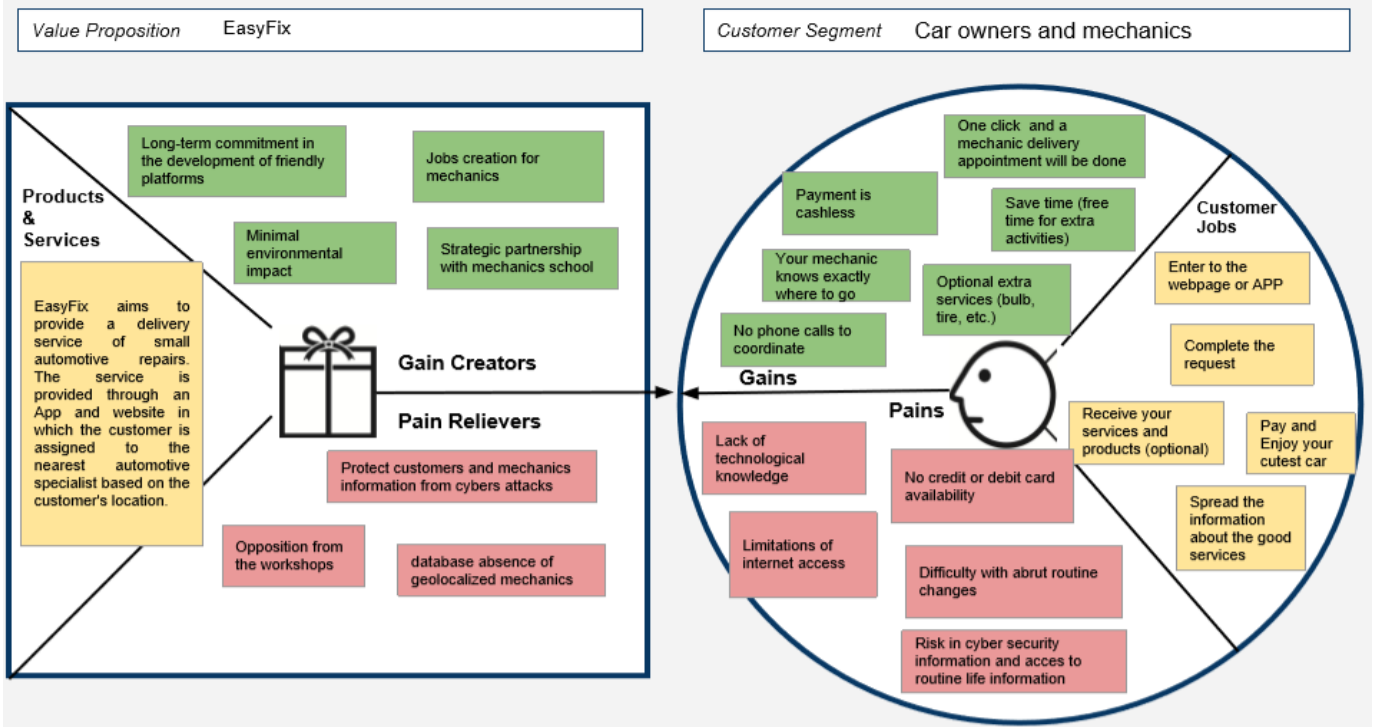 Value Proposition EasyFix
Customer Segment Car owners and mechanics
Long-term commitment in
the development of friendly
platforms
Jobs creation for
mechanics
Products
&
Services
Minimal
environmental
impact
Strategic partnership
with mechanics school
EasyFix aims to
provide a delivery
service of small
automotive repairs.
The service is
provided through an
App and website in
which the customer is
assigned to the
nearest automotive
specialist based on the
customer's location.
Gain Creators
Pain Relievers
Protect customers and mechanics
information from cybers attacks
Opposition from
the workshops
database absence of
geolocalized mechanics
One click and a
mechanic delivery
appointment will be done
Payment is
cashless
Save time (free
time for extra
activities)
Your mechanic
knows exactly
where to go
Optional extra
services (bulb,
tire, etc.)
No phone calls to
coordinate
Gains
Pains
Lack of
technological
knowledge
No credit or debit card
availability
Limitations of
internet access
Difficulty with abrut routine
changes
Risk in cyber security
information and acces to
routine life information
Customer
Jobs
Enter to the
webpage or APP
Complete the
request
Receive your
services and
products (optional)
Pay and
Enjoy your
cutest car
Spread the
information
about the good
services